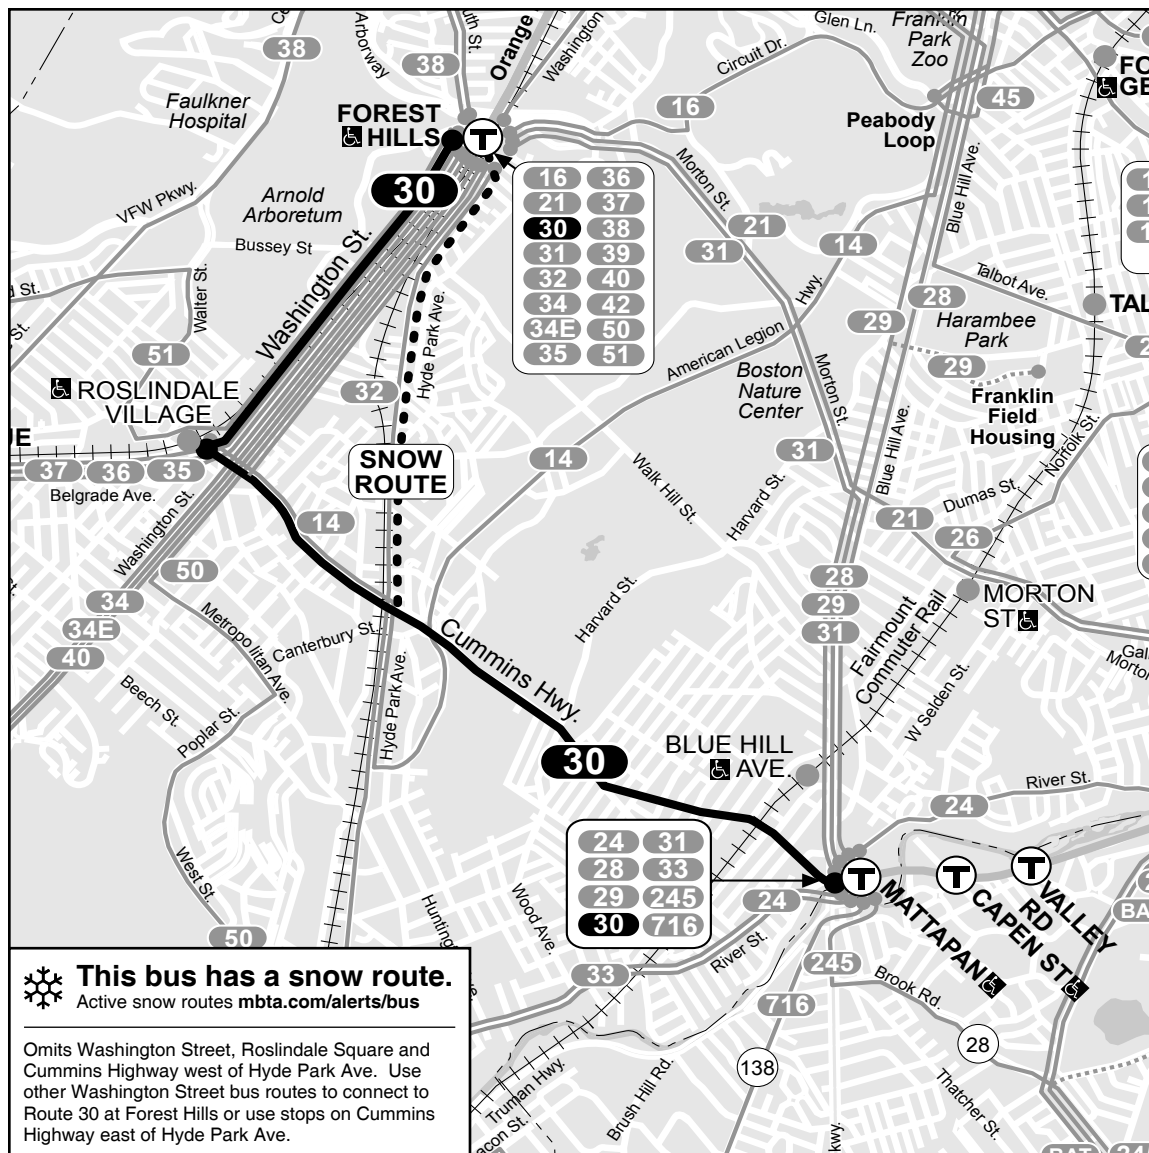 38
Arborway
38
South St.
Orange
Washington
Glen Ln.
Franklin
Park
Zoo
Circuit Dr.
16
45
Peabody
Loop
Faulkner
Hospital
FOREST
HILLS
T
30
VFW Pkwy.
Arnold
Arboretum
Bussey St
Washington St.
Walter St.
16 36
21 37
30 38
31 39
32 40
34 42
34E 50
35 51
Morton St.
21
31
14
Hwy.
American Legion
Blue Hill Ave.
Talbot Ave.
28
29
Harambee
Park
TAL
29
Franklin
Field
Housing
Boston
Nature
Center
Morton St.
Hyde Park Ave.
32
51
ROSLINDALE
VILLAGE
UE
37 36 35
Belgrade Ave.
Washington St.
SNOW
ROUTE
14
14
Walk Hill St.
Harvard St.
31
Blue Hill Ave.
Norfolk St.
Dumas St.
21
26
50
34
34E
40
Metropolitan Ave.
Canterbury St.
Beech St.
Poplar St.
Hyde Park Ave.
Cummins Hwy.
Harvard St.
28
29
31
Fairmount
Commuter Rail
MORTON
ST
W Selden St.
30
BLUE HILL
AVE.
River St.
24
24 31
28 33
29 245
30 716
T
MATTAPAN
T
CAPEN ST
T
VALLEY
RD
West St.
50
Wood Ave.
24
River St.
33
245
716
Brook Rd.
28
138
Truman Hwy.
Brush Hill Rd.
Thatcher St.
This bus has a snow route.
Active snow routes mbta.com/alerts/bus
Omits Washington Street, Roslindale Square and
Cummins Highway west of Hyde Park Ave.  Use
other Washington Street bus routes to connect to
Route 30 at Forest Hills or use stops on Cummins
Highway east of Hyde Park Ave.